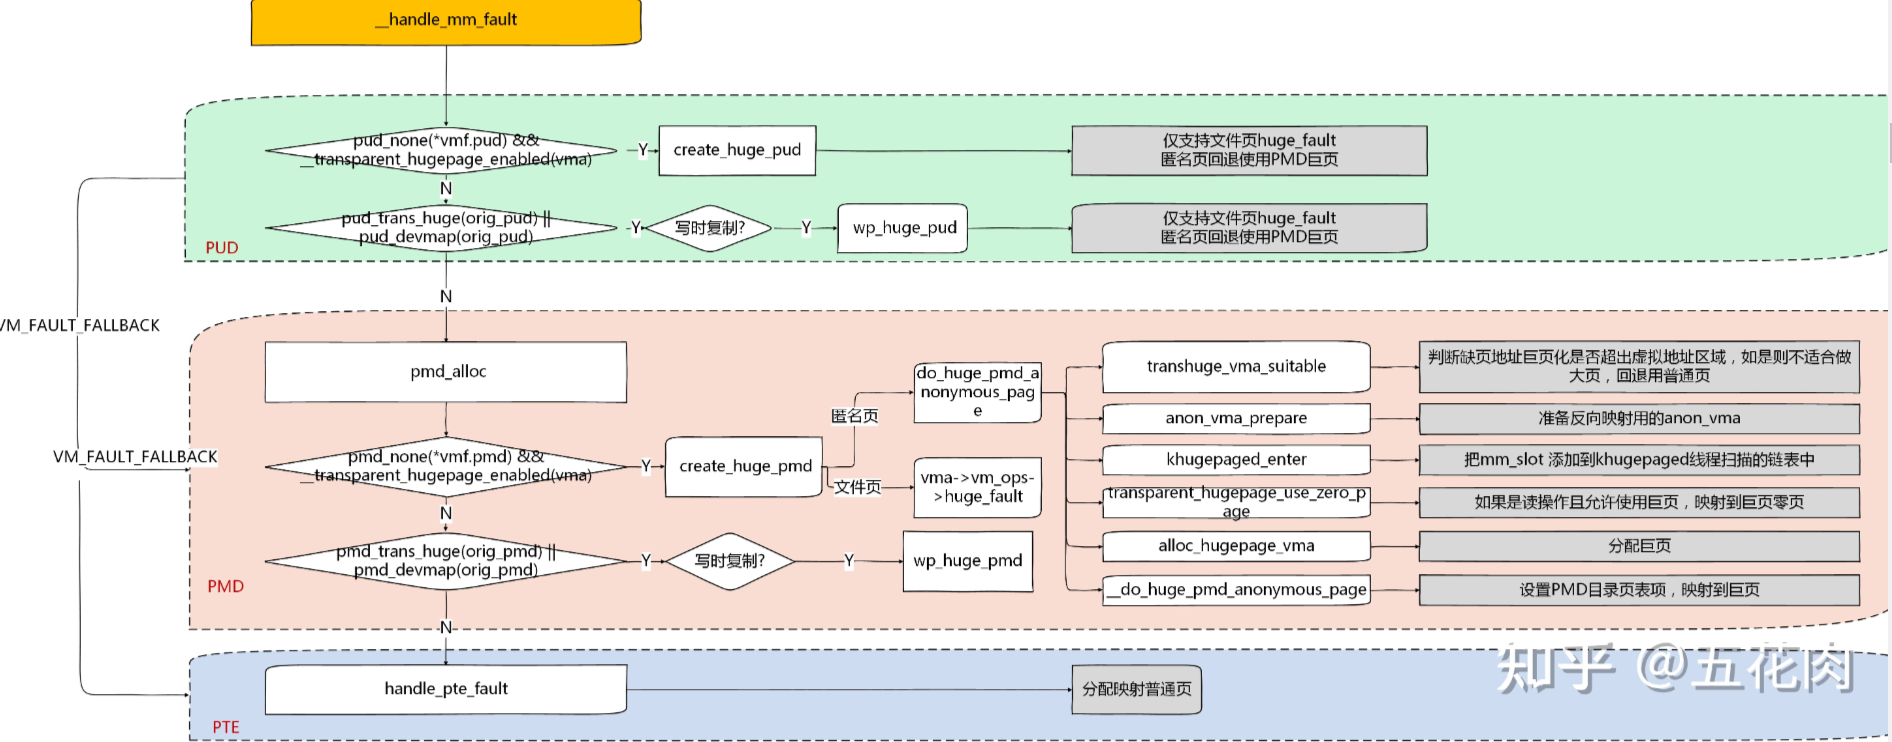 __handle_mm_fault
pud_none(*vmf.pud) &&
__transparent_hugepage_enabled(vma)
Y
create_huge_pud
仅支持文件页huge_fault
匿名页回退使用PMD巨页
N
pud_trans_huge(orig_pud) ||
pud_devmap(orig_pud)
Y
写时复制?
Y
wp_huge_pud
仅支持文件页huge_fault
匿名页回退使用PMD巨页
PUD
N
VM_FAULT_FALLBACK
pmd_alloc
do_huge_pmd_a
nonymous_pag
e
transhuge_vma_suitable
判断缺页地址巨页化是否超出虚拟地址区域，如是则不适合做
大页，回退用普通页
匿名页
anon_vma_prepare
准备反向映射用的anon_vma
VM_FAULT_FALLBACK
pmd_none(*vmf.pmd) &&
__transparent_hugepage_enabled(vma)
Y
create_huge_pmd
文件页
vma->vm_ops-
>huge_fault
khugepaged_enter
把mm_slot 添加到khugepaged线程扫描的链表中
transparent_hugepage_use_zero_p
age
如果是读操作且允许使用巨页，映射到巨页零页
N
pmd_trans_huge(orig_pmd) ||
pmd_devmap(orig_pmd)
Y
写时复制?
Y
wp_huge_pmd
alloc_hugepage_vma
分配巨页
__do_huge_pmd_anonymous_page
设置PMD目录页表项，映射到巨页
PMD
N
handle_pte_fault
分配映射普通页
PTE
知乎 @五花肉